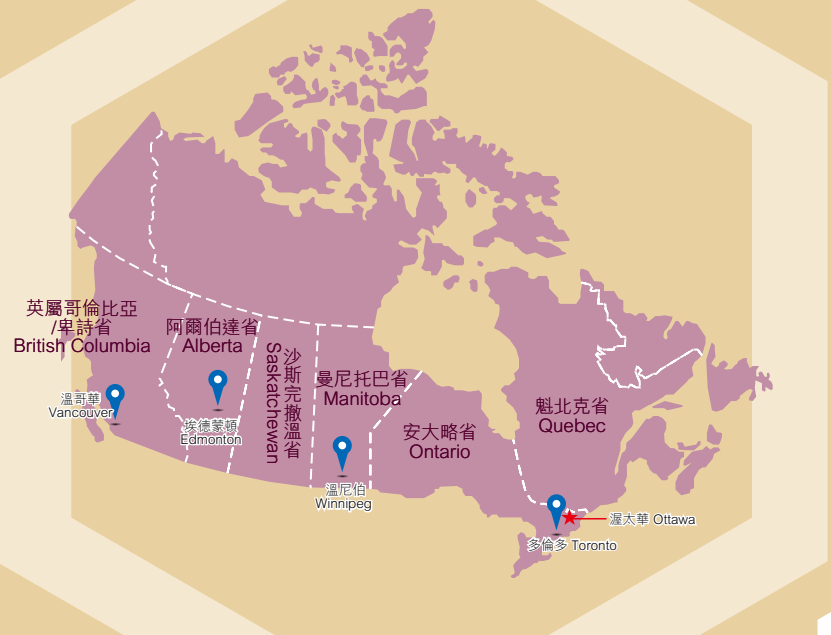 英屬哥倫比亞
/卑詩省
British Columbia
阿爾伯達省
Alberta
沙斯完撤溫省
Saskatchewan
曼尼托巴省
Manitoba
安大略省
Ontario
魁北克省
Quebec
溫哥華
Vancouver
埃德蒙頓
Edmonton
溫尼伯
Winnipeg
渥太華 Ottawa
多倫多 Toronto